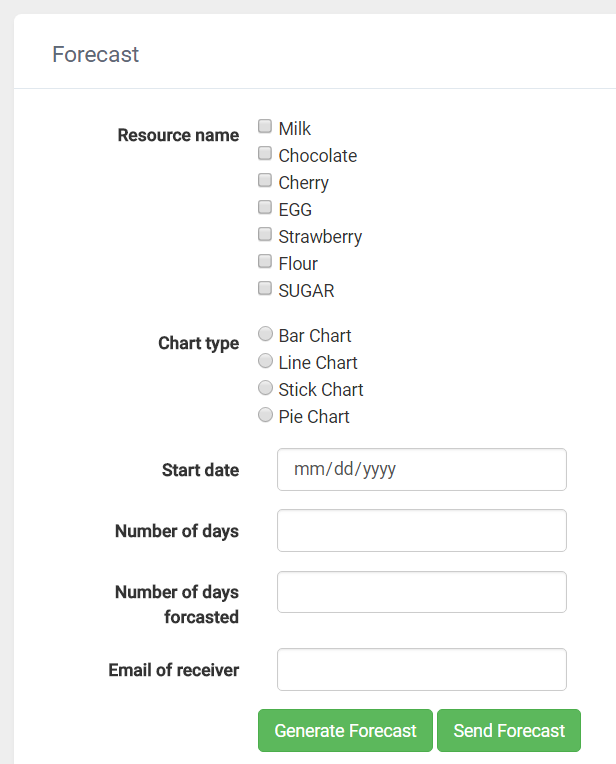 Forecast
Resource name
Milk
Chocolate
Cherry
EGG
Strawberry
Flour
SUGAR
Chart type
Bar Chart
Line Chart
Stick Chart
Pie Chart
Start date
mm/dd/yyyy
Number of days
Number of days
forcasted
Email of receiver
Generate Forecast Send Forecast